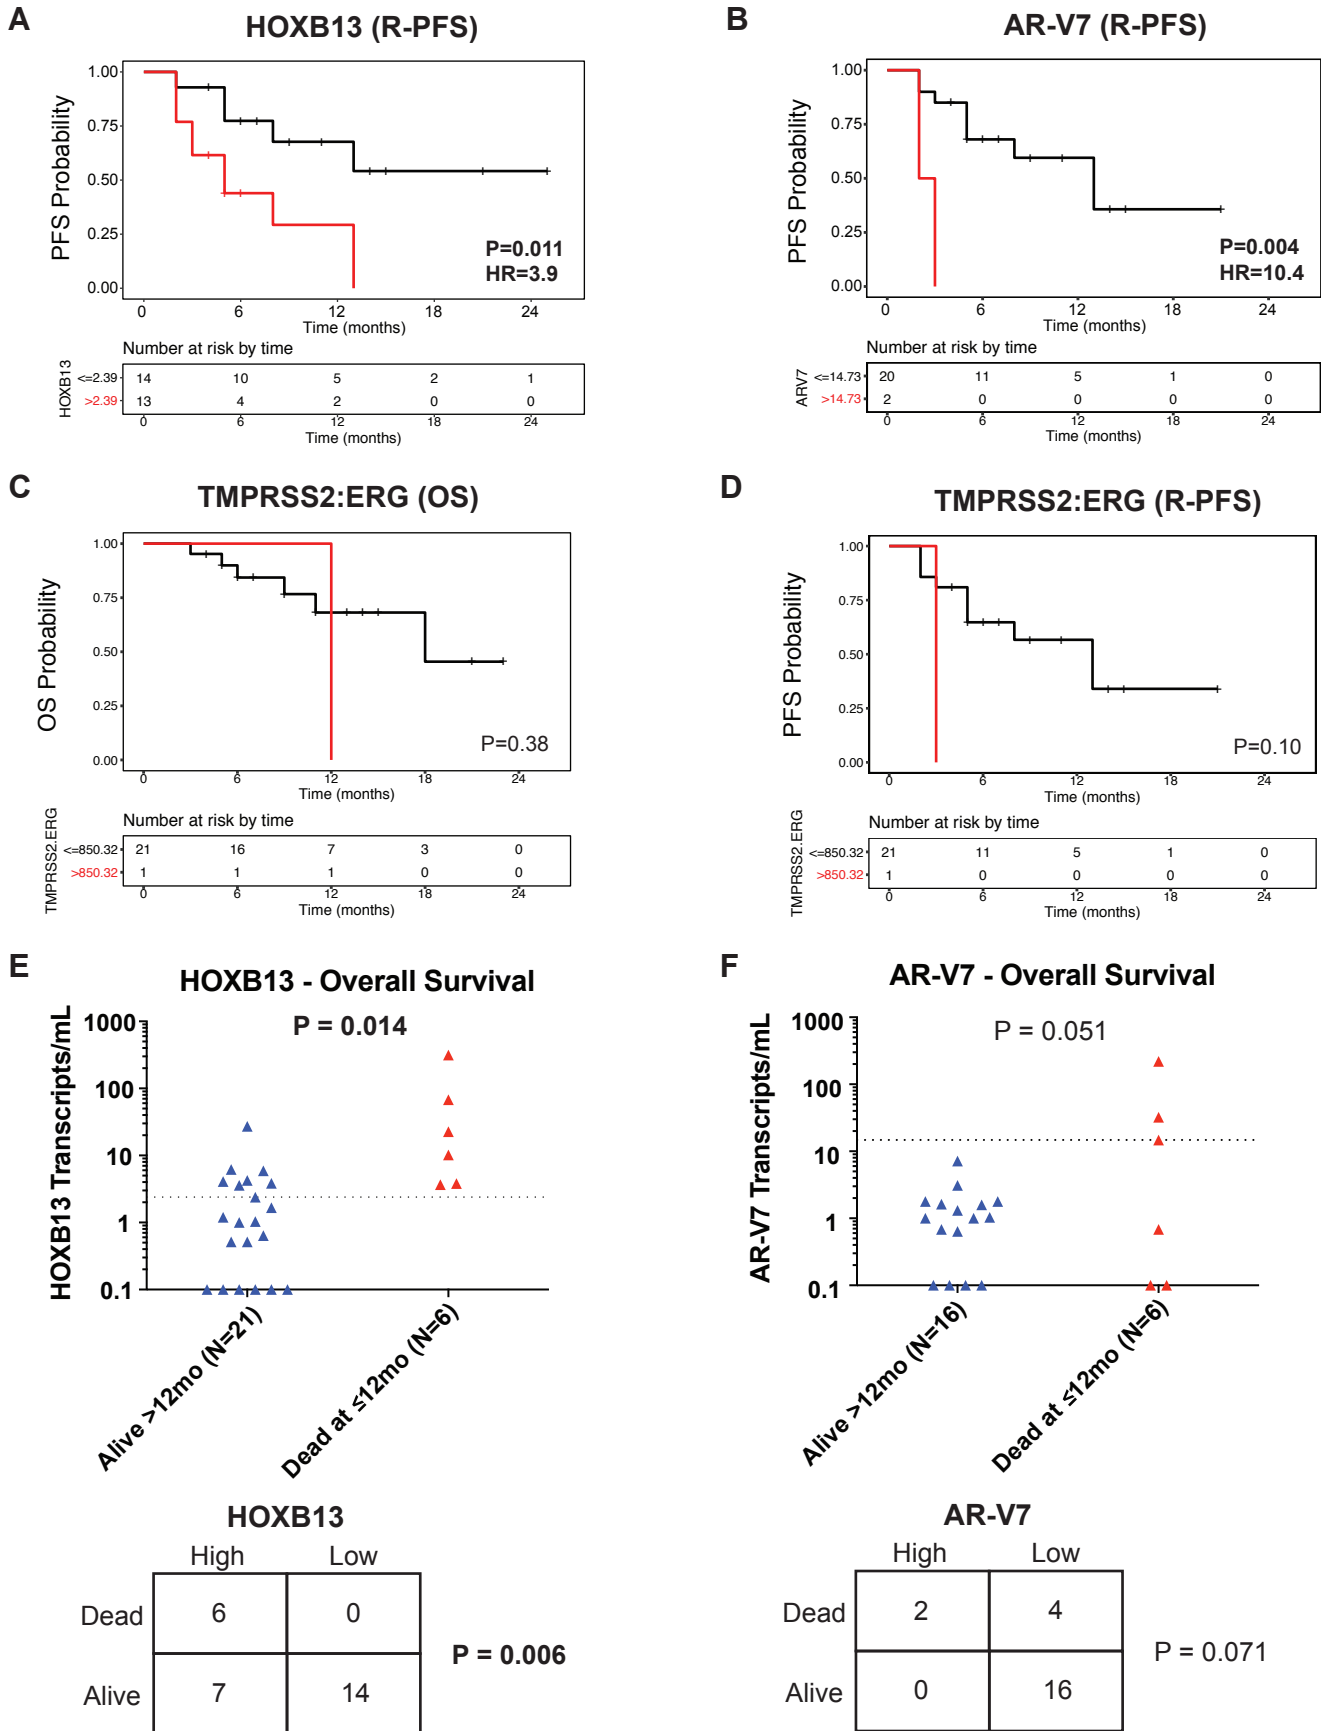 A
HOXB13 (R-PFS)
PFS Probability
1.00
0.75
0.50
0.25
0.00
P=0.011
HR=3.9
0 6 12 18 24
Time (months)
Number at risk by time
HOXB13
<=2.39 14 10 5 2 1
>2.39 13 4 2 0 0
0 6 12 18 24
Time (months)
B
AR-V7 (R-PFS)
PFS Probability
1.00
0.75
0.50
0.25
0.00
P=0.004
HR=10.4
0 6 12 18 24
Time (months)
Number at risk by time
ARV7
<=14.73 20 11 5 1 0
>14.73 2 0 0 0 0
0 6 12 18 24
Time (months)
C
TMPRSS2:ERG (OS)
OS Probability
1.00
0.75
0.50
0.25
0.00
P=0.38
0 6 12 18 24
Time (months)
Number at risk by time
TMPRSS2.ERG
<=850.32 21 16 7 3 0
>850.32 1 1 1 0 0
0 6 12 18 24
Time (months)
D
TMPRSS2:ERG (R-PFS)
PFS Probability
1.00
0.75
0.50
0.25
0.00
P=0.10
0 6 12 18 24
Time (months)
Number at risk by time
TMPRSS2.ERG
<=850.32 21 11 5 1 0
>850.32 1 0 0 0 0
0 6 12 18 24
Time (months)
E
HOXB13 - Overall Survival
P = 0.014
HOXB13 Transcripts/mL
1000
100
10
1
0.1
Alive >12mo (N=21)
Dead at ≤12mo (N=6)
HOXB13
High Low
Dead 6 0
Alive 7 14
P = 0.006
F
AR-V7 - Overall Survival
P = 0.051
AR-V7 Transcripts/mL
1000
100
10
1
0.1
Alive >12mo (N=16)
Dead at ≤12mo (N=6)
AR-V7
High Low
Dead 2 4
Alive 0 16
P = 0.071